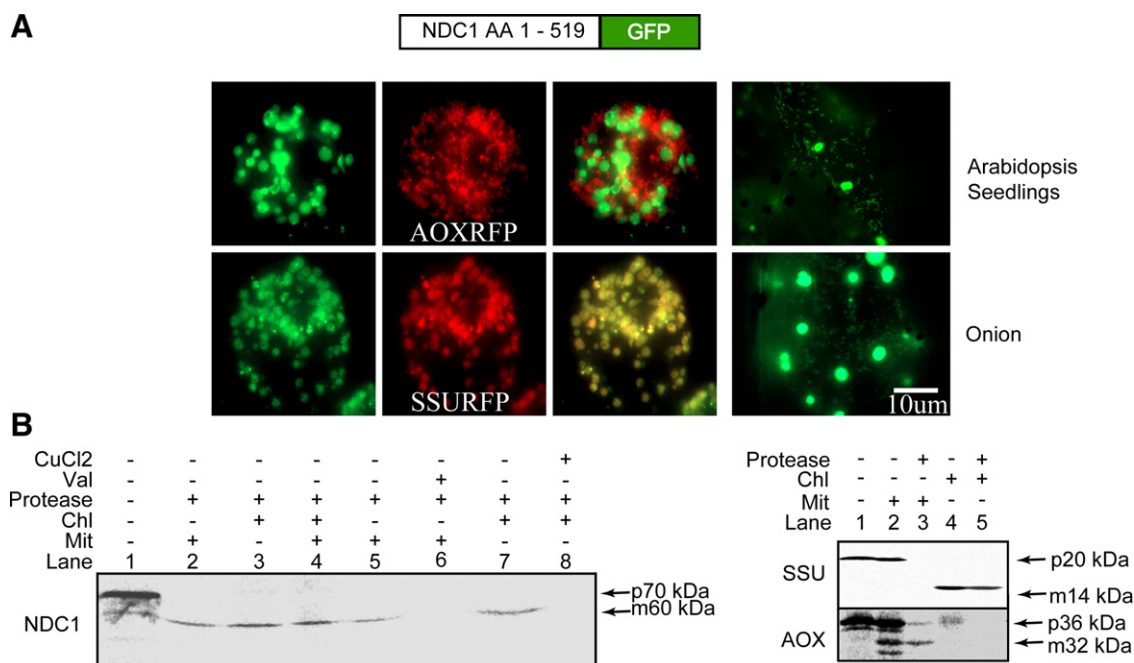 A
NDC1 AA 1 - 519 GFP
AOXRFP
Arabidopsis
Seedlings
SSURFP
10um
Onion
B
CuCl2 - - - - - - - +
Val - - - - - + - -
Protease - + + + + + + +
Chl - - + + - - + +
Mit - + - + + + - -
Lane 1 2 3 4 5 6 7 8
NDC1
p70 kDa
m60 kDa
Protease - - + - +
Chl - - - + +
Mit - + + - -
Lane 1 2 3 4 5
SSU
p20 kDa
m14 kDa
AOX
p36 kDa
m32 kDa